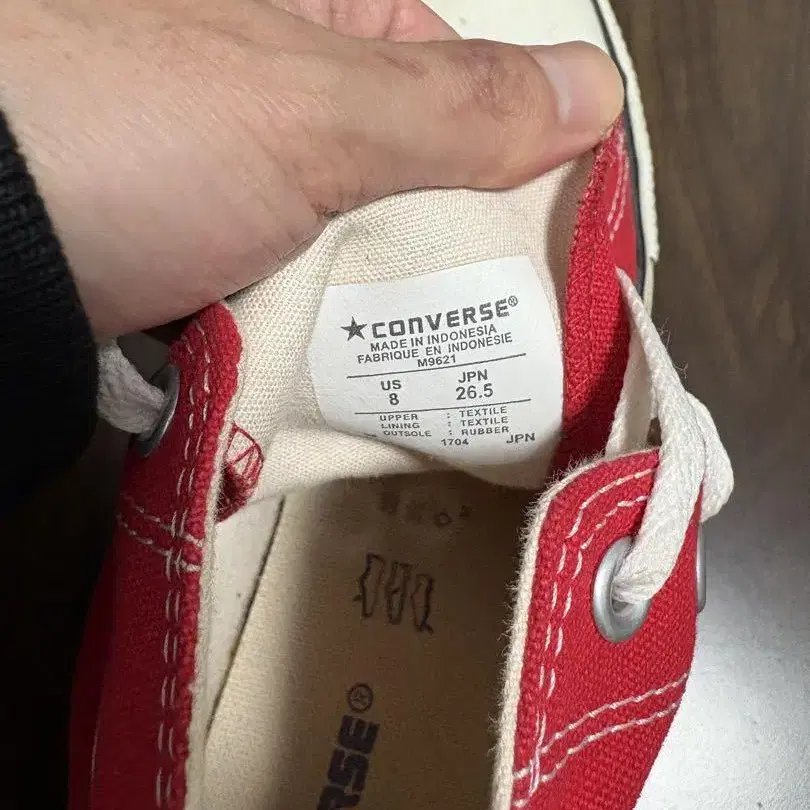 ★CONVERSE®
MADE IN INDONESIA
FABRIQUE EN INDONESIE
M9621
US JPN
8 26.5
UPPER : TEXTILE
LINING : TEXTILE
OUTSOLE : RUBBER
1704 JPN
RSE®